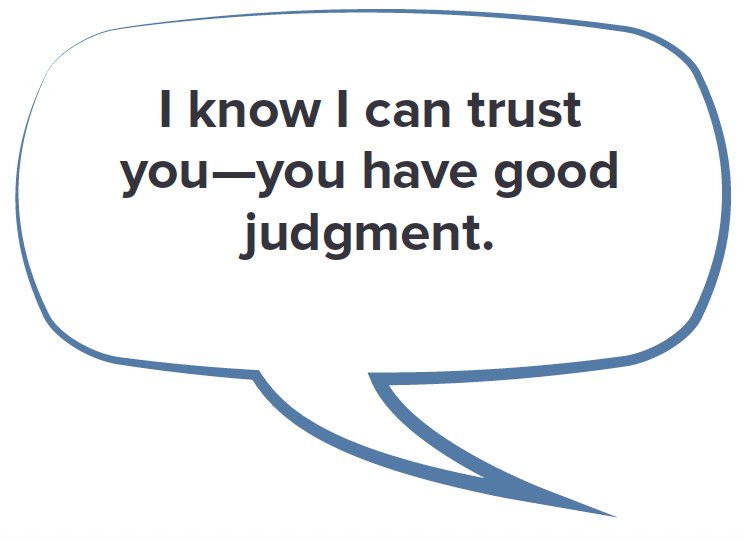 I know I can trust
you—you have good
judgment.